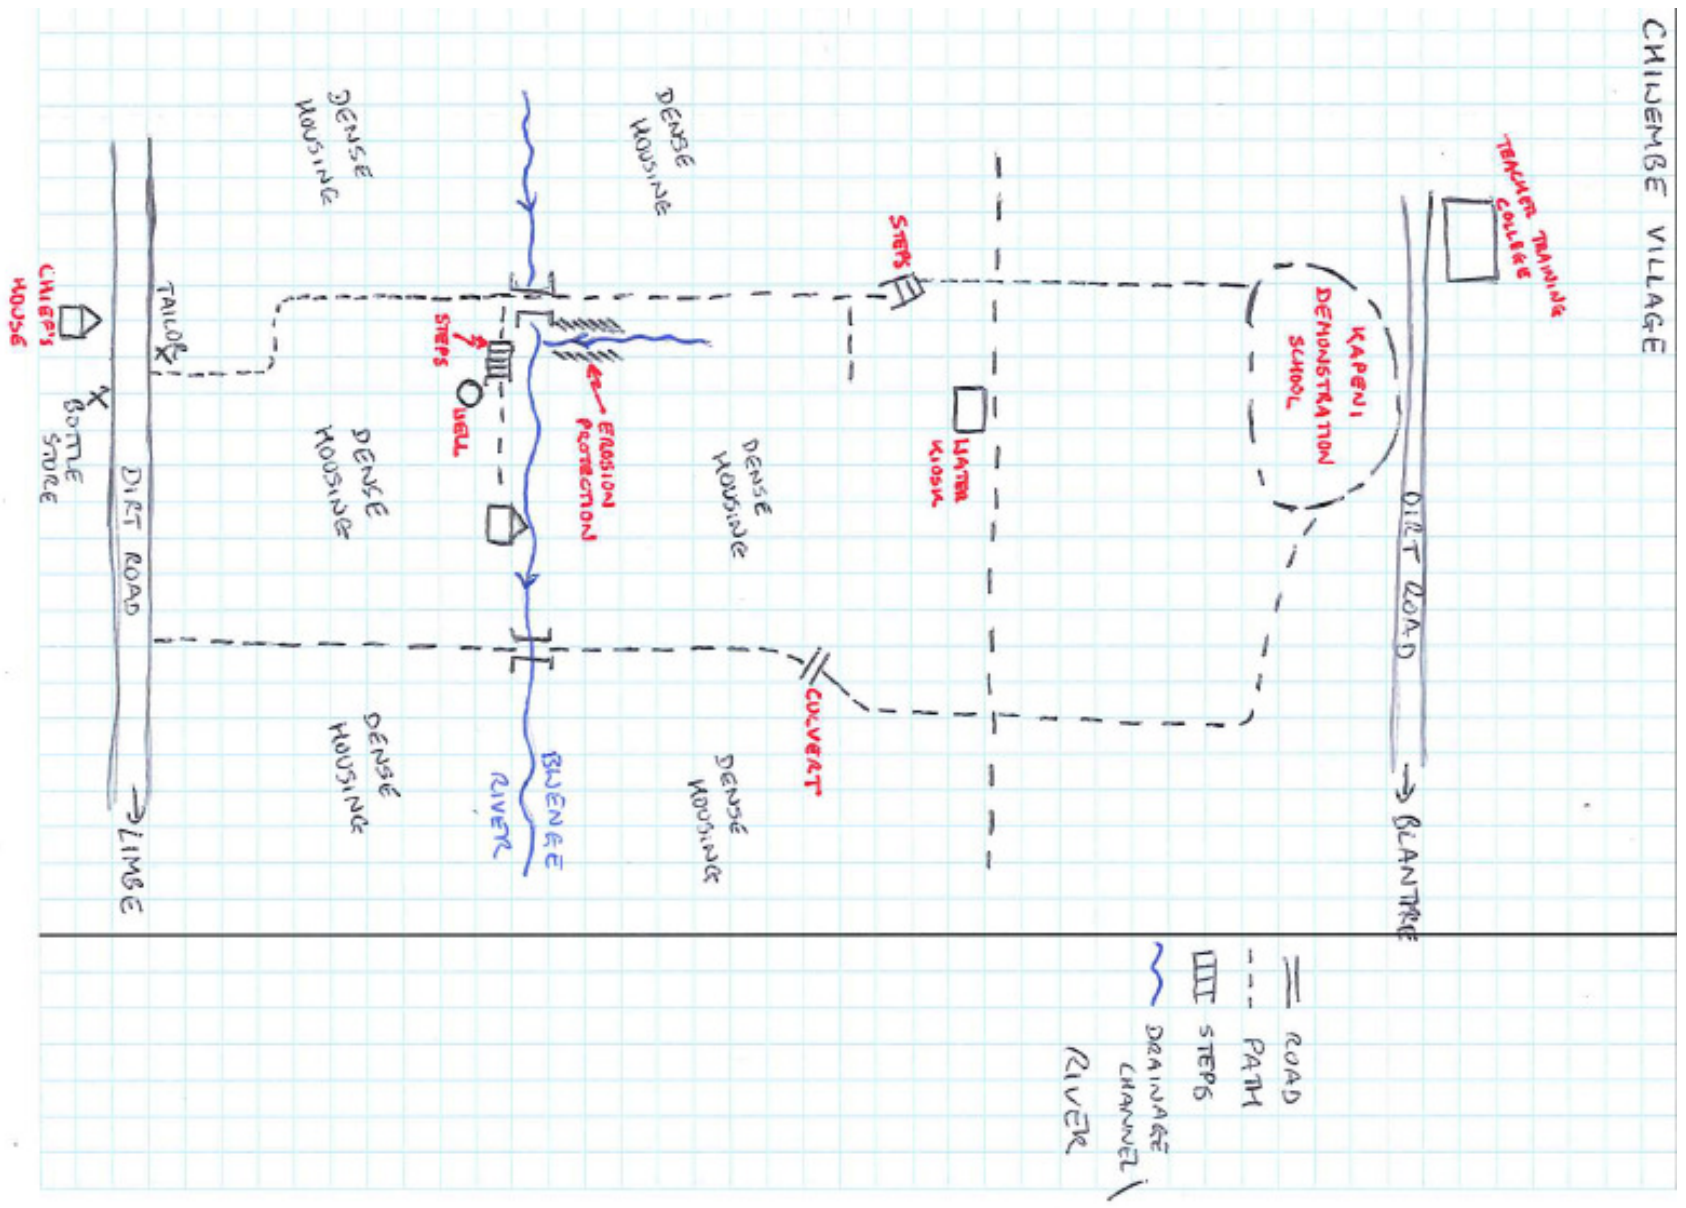 CHINEMBE VILLAGE
TEACHER TRAINING
COLLEGE
DIRT ROAD
→ BLANTYRE
KAPENI
DEMONSTRATION
SCHOOL
STEPS
WATER
KIOSK
CULVERT
DENSE
HOUSING
DENSE
HOUSING
DENSE
HOUSING
EROSION
PROTECTION
BWENGE
RIVER
STEPS
WELL
DENSE
HOUSING
DENSE
HOUSING
DENSE
HOUSING
TAILOR
X
DIRT ROAD
→ LIMBE
X
BOTTLE
STORE
CHIEF'S
HOUSE
ROAD
PATH
STEPS
DRAINAGE
CHANNEL/
RIVER